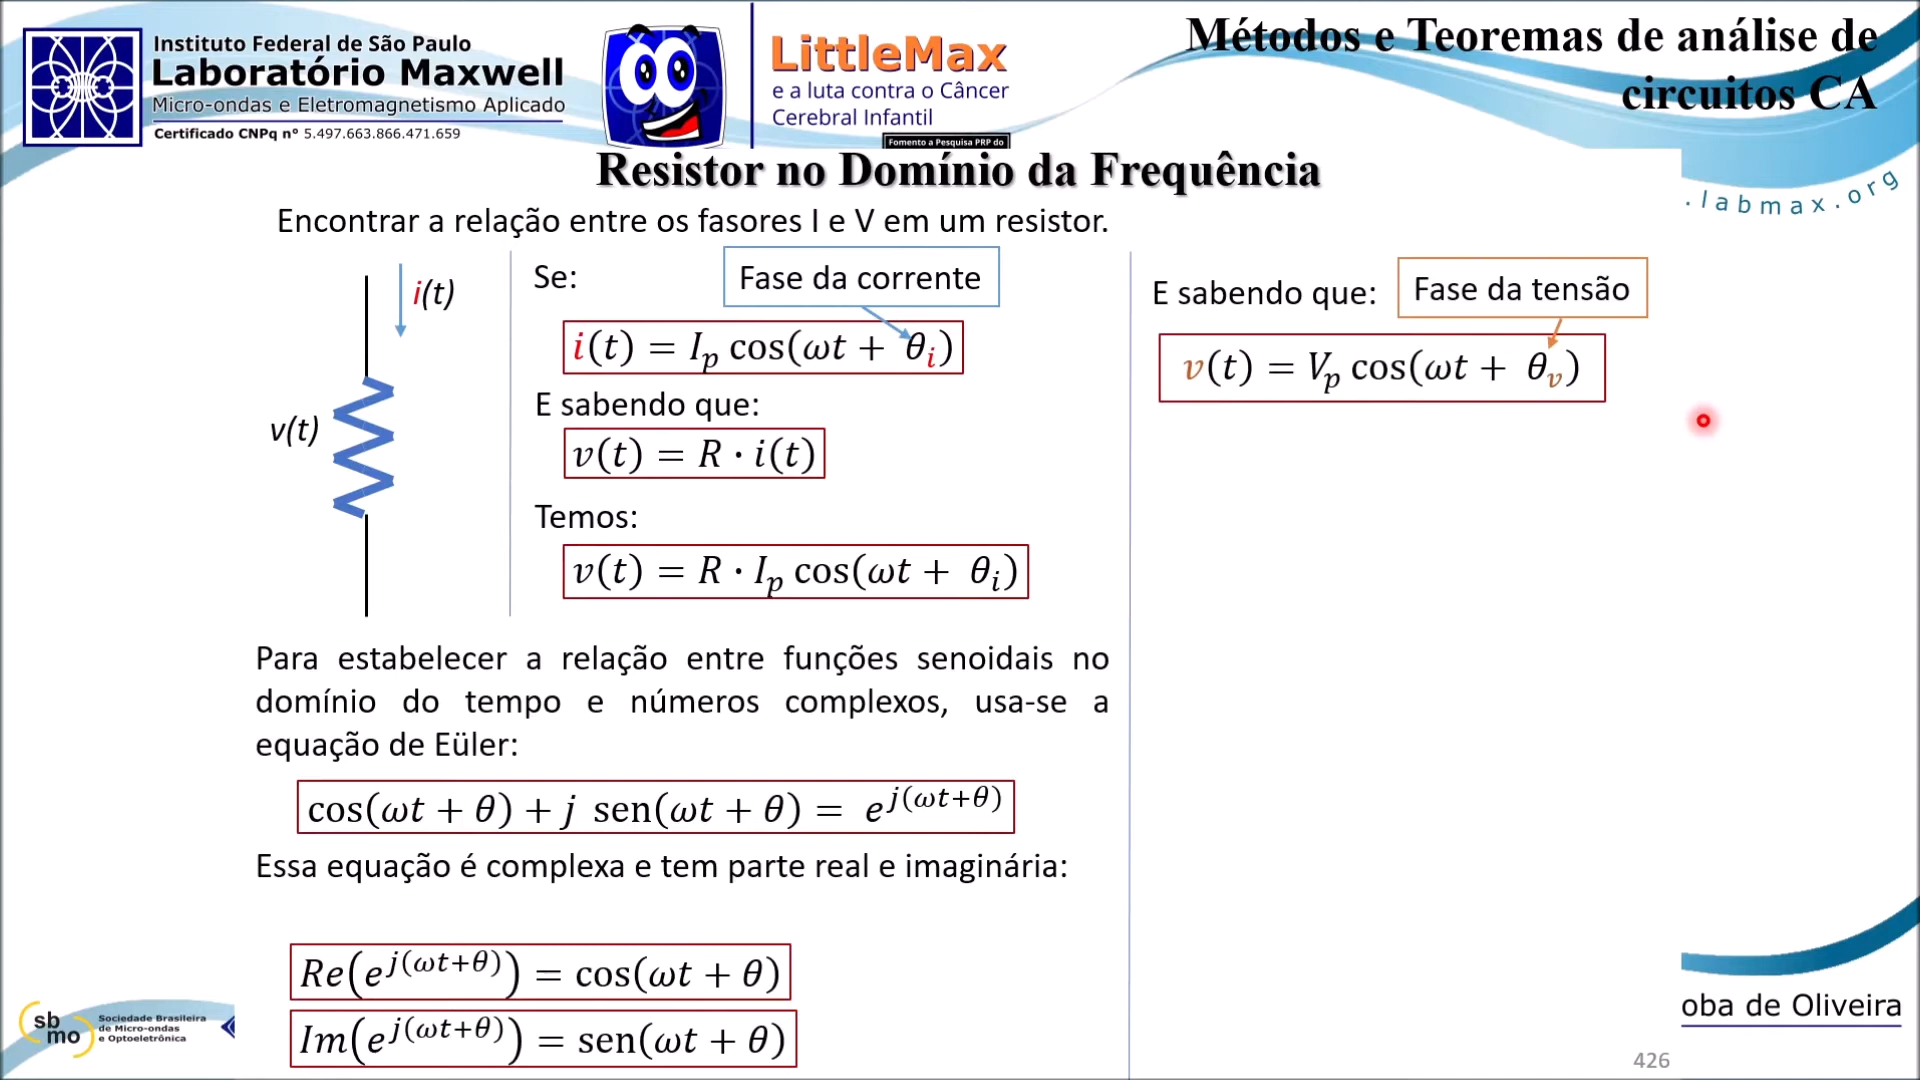 Instituto Federal de São Paulo
Laboratório Maxwell
Micro-ondas e Eletromagnetismo Aplicado
Certificado CNPq nº 5.497.663.866.471.659
LittleMax
e a luta contra o Câncer
Cerebral Infantil
Fomento a Pesquisa PRP do
Métodos e Teoremas de análise de
circuitos CA
.labmax.org
Resistor no Domínio da Frequência
Encontrar a relação entre os fasores I e V em um resistor.
i(t)
v(t)
Se:
Fase da corrente
i(t) = I_p cos(ωt + θ_i)
E sabendo que:
v(t) = R · i(t)
Temos:
v(t) = R · I_p cos(ωt + θ_i)
Para estabelecer a relação entre funções senoidais no
domínio do tempo e números complexos, usa-se a
equação de Eüler:
cos(ωt + θ) + j sen(ωt + θ) = e^{j(ωt+θ)}
Essa equação é complexa e tem parte real e imaginária:
Re(e^{j(ωt+θ)}) = cos(ωt + θ)
Im(e^{j(ωt+θ)}) = sen(ωt + θ)
E sabendo que:
Fase da tensão
v(t) = V_p cos(ωt + θ_v)
sbmo
Sociedade Brasileira
de Micro-ondas
e Optoeletrônica
oba de Oliveira
426